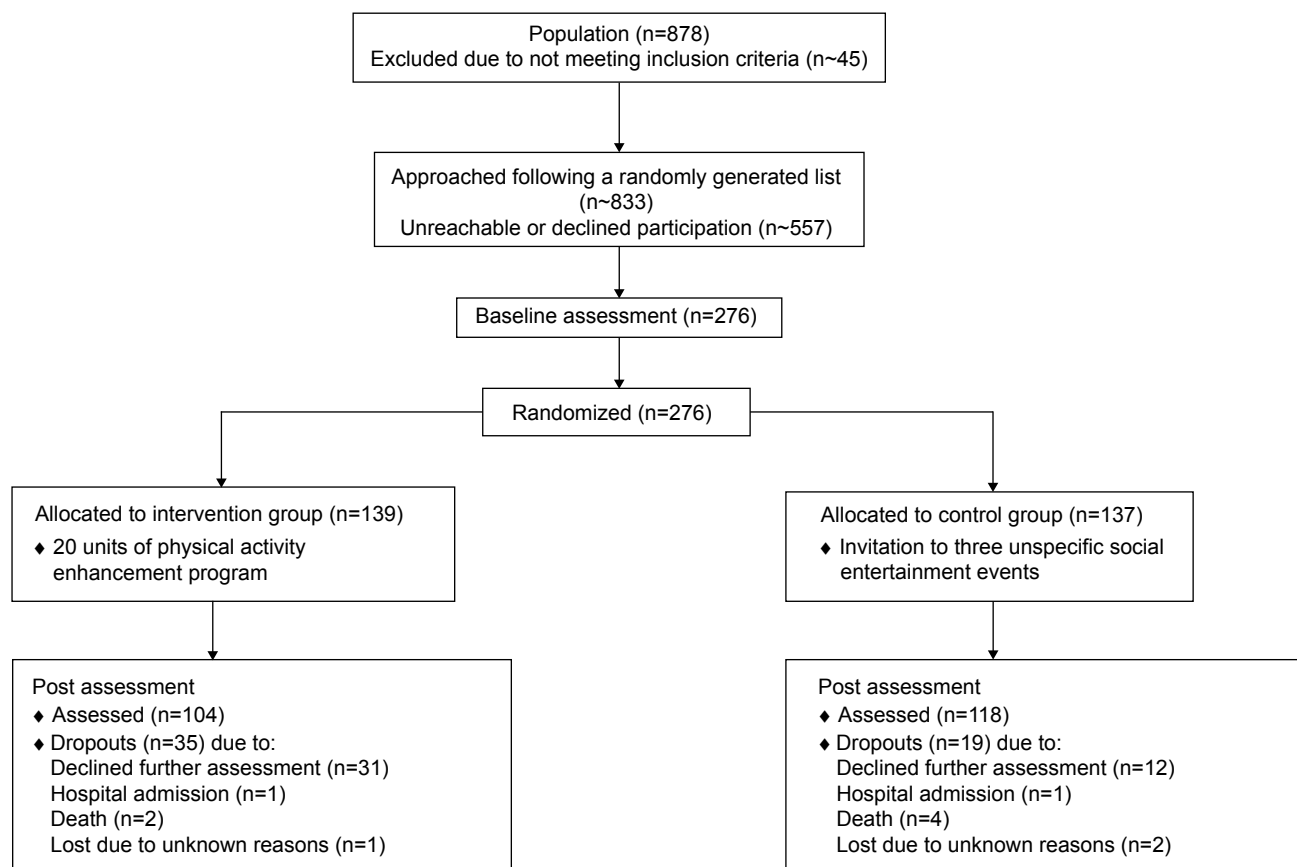 Population (n=878)
Excluded due to not meeting inclusion criteria (n~45)
Approached following a randomly generated list
(n~833)
Unreachable or declined participation (n~557)
Baseline assessment (n=276)
Randomized (n=276)
Allocated to intervention group (n=139)
♦ 20 units of physical activity
enhancement program
Allocated to control group (n=137)
♦ Invitation to three unspecific social
entertainment events
Post assessment
♦ Assessed (n=104)
♦ Dropouts (n=35) due to:
Declined further assessment (n=31)
Hospital admission (n=1)
Death (n=2)
Lost due to unknown reasons (n=1)
Post assessment
♦ Assessed (n=118)
♦ Dropouts (n=19) due to:
Declined further assessment (n=12)
Hospital admission (n=1)
Death (n=4)
Lost due to unknown reasons (n=2)